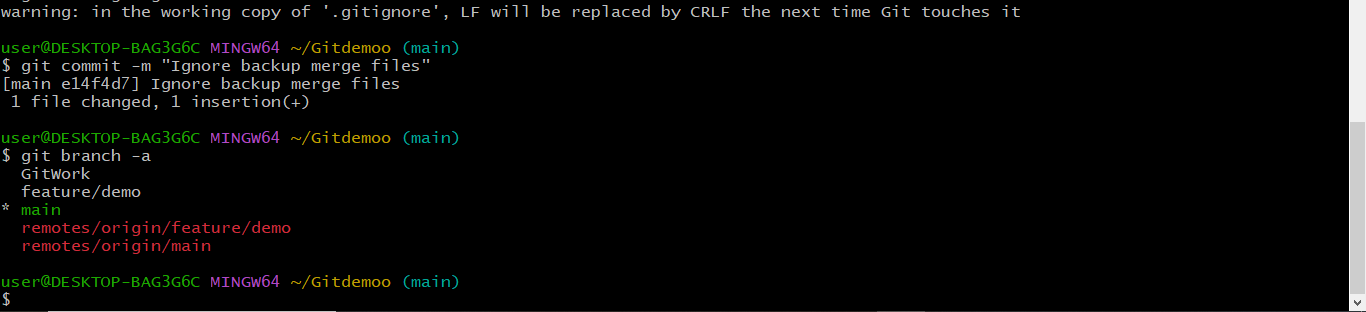 warning: in the working copy of '.gitignore', LF will be replaced by CRLF the next time Git touches it
user@DESKTOP-BAG3G6C MINGW64 ~/Gitdemoo (main)
$ git commit -m "Ignore backup merge files"
[main e14f4d7] Ignore backup merge files
 1 file changed, 1 insertion(+)
user@DESKTOP-BAG3G6C MINGW64 ~/Gitdemoo (main)
$ git branch -a
  GitWork
  feature/demo
* main
  remotes/origin/feature/demo
  remotes/origin/main
user@DESKTOP-BAG3G6C MINGW64 ~/Gitdemoo (main)
$